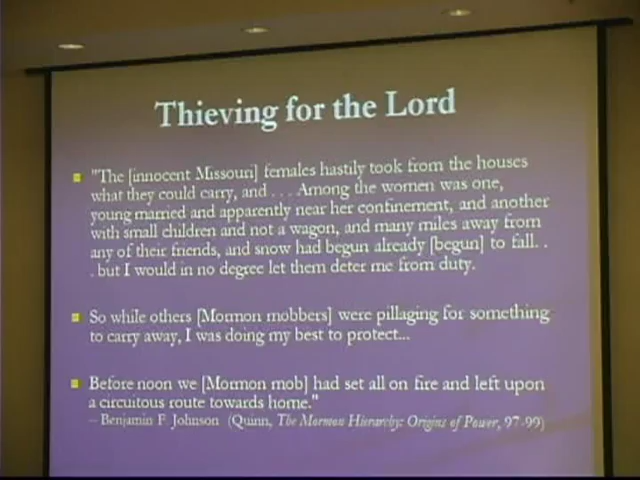 Thieving for the Lord
"The [innocent Missouri] females hastily took from the houses
what they could carry, and . . . Among the women was one,
young married and apparently near her confinement, and another
with small children and not a wagon, and many miles away from
any of their friends, and snow had begun already [begun] to fall. .
. but I would in no degree let them deter me from duty.
So while others [Mormon mobbers] were pillaging for something
to carry away, I was doing my best to protect...
Before noon we [Mormon mob] had set all on fire and left upon
a circuitous route towards home."
– Benjamin F. Johnson (Quinn, The Mormon Hierarchy: Origins of Power, 97-99)